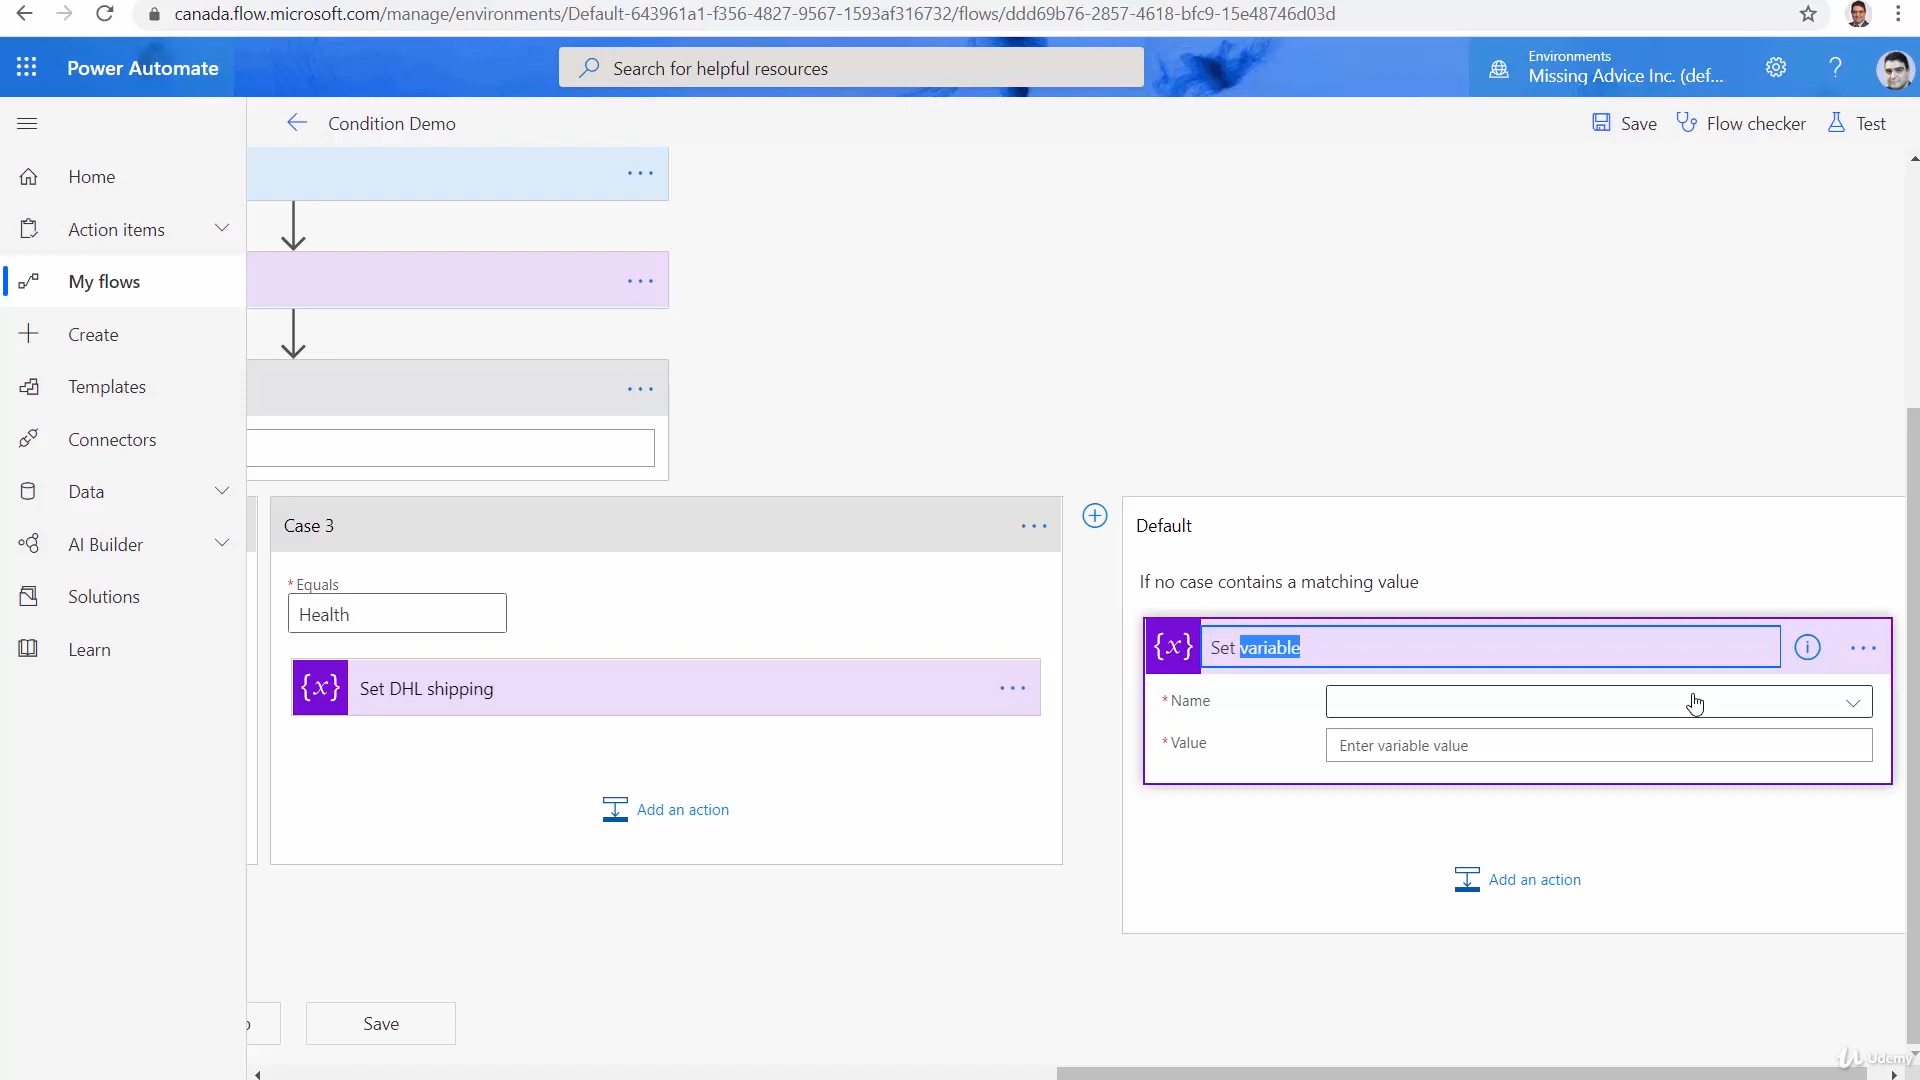 canada.flow.microsoft.com/manage/environments/Default-643961a1-f356-4827-9567-1593af316732/flows/ddd69b76-2857-4618-bfc9-15e48746d03d
Power Automate
Search for helpful resources
Environments
Missing Advice Inc. (def...
Condition Demo
Save
Flow checker
Test
Home
Action items
My flows
Create
Templates
Connectors
Data
AI Builder
Solutions
Learn
Case 3
* Equals
Health
{x} Set DHL shipping
Add an action
Default
If no case contains a matching value
{x} Set variable
* Name
* Value
Enter variable value
Add an action
Save
Udemy